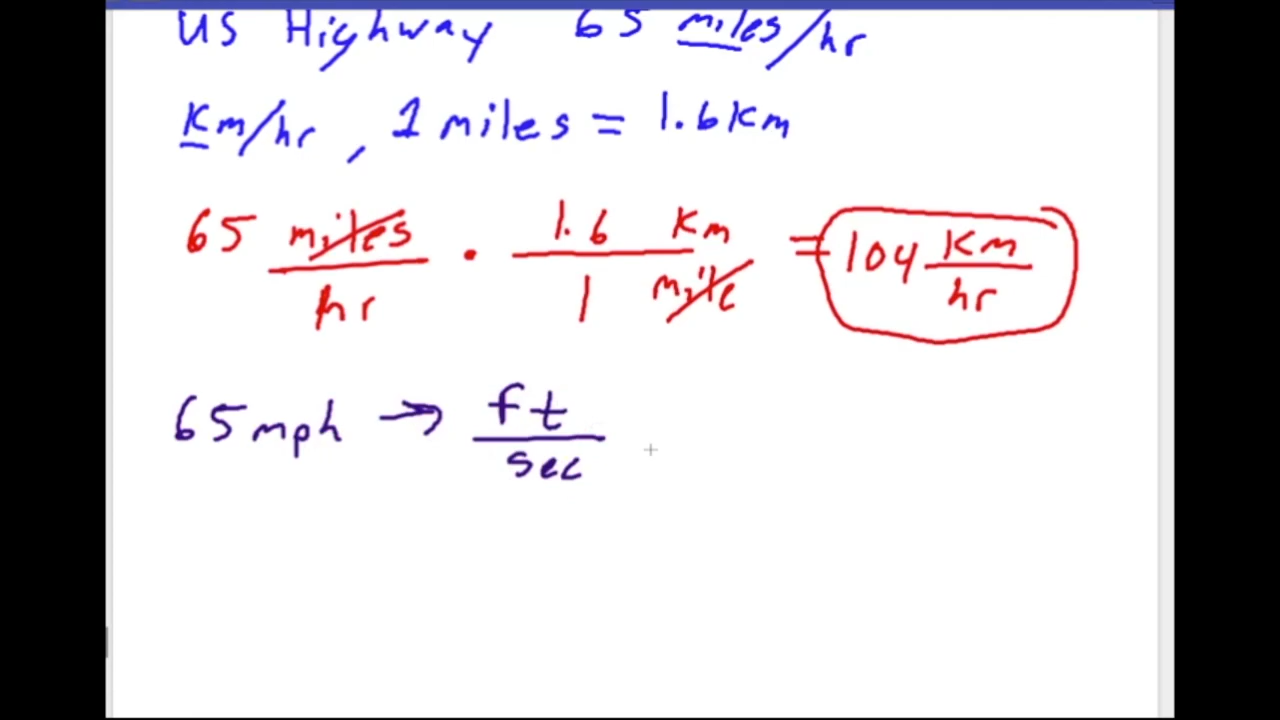 US Highway 65 miles/hr
Km/hr, 1 miles = 1.6 Km
65 miles/hr · 1.6 Km/1 mile = 104 Km/hr
65 mph → ft/sec